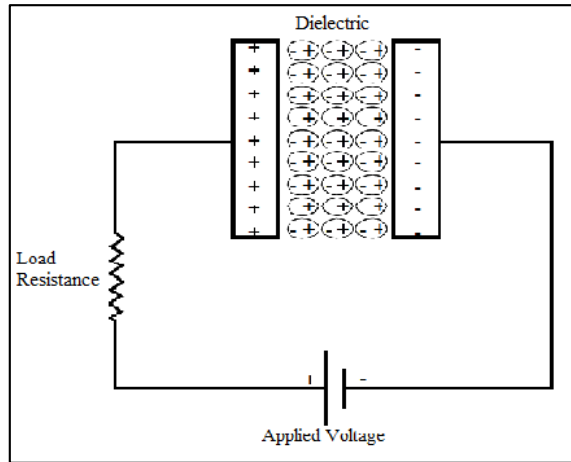 Dielectric
+ - + - + - + -
+ - + - + - + -
+ - + - + - + -
+ - + - + - + -
+ - + - + - + -
+ - + - + - + -
+ - + - + - + -
+ - + - + - + -
+ - + - + - + -
Load
Resistance
+ -
Applied Voltage